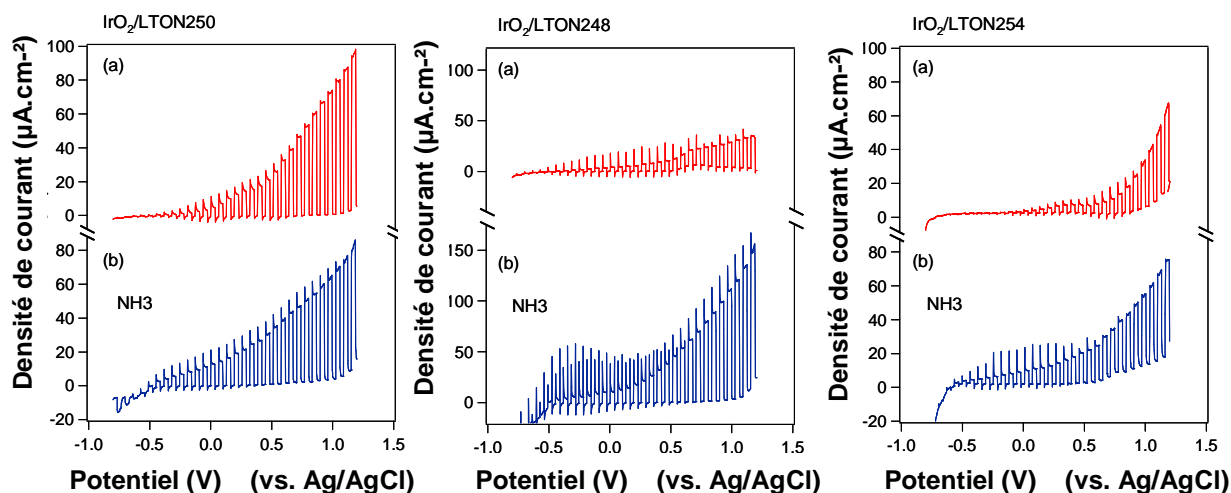 IrO2/LTON250
Densité de courant (µA.cm-²)
100
(a)
80
60
40
20
0
80
(b)
60
NH3
40
20
0
-20
-1.0 -0.5 0.0 0.5 1.0 1.5
Potentiel (V) (vs. Ag/AgCl)
IrO2/LTON248
Densité de courant (µA.cm-²)
100
(a)
50
0
150
(b)
NH3
100
50
0
-1.0 -0.5 0.0 0.5 1.0 1.5
Potentiel (V) (vs. Ag/AgCl)
IrO2/LTON254
Densité de courant (µA.cm-²)
100
(a)
80
60
40
20
0
80
(b)
60
NH3
40
20
0
-20
-1.0 -0.5 0.0 0.5 1.0 1.5
Potentiel (V) (vs. Ag/AgCl)